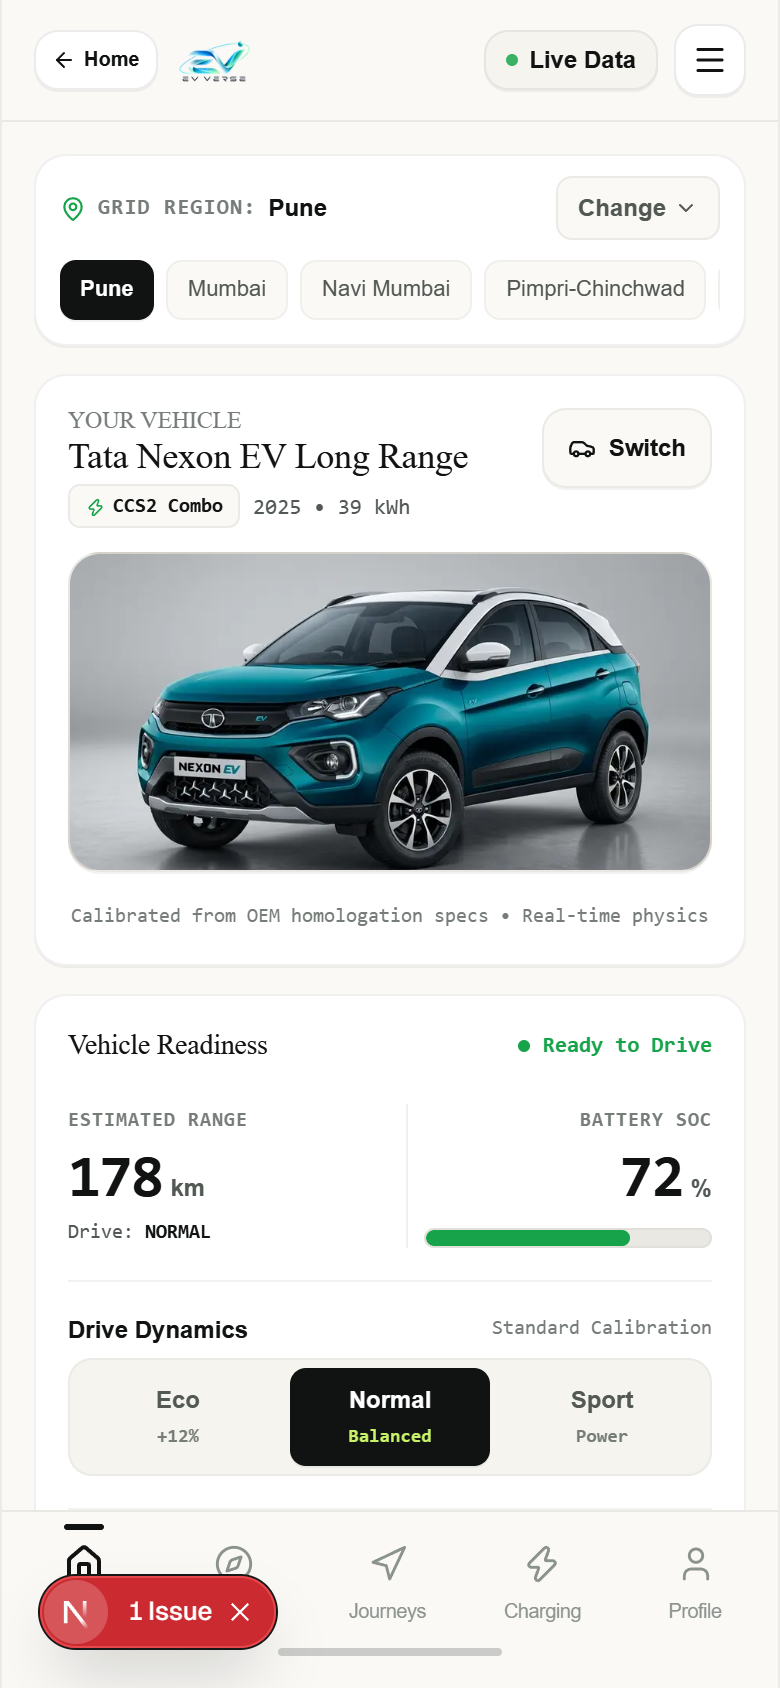 Home
EV VERSE
Live Data
GRID REGION: Pune
Change
Pune
Mumbai
Navi Mumbai
Pimpri-Chinchwad
YOUR VEHICLE
Tata Nexon EV Long Range
Switch
CCS2 Combo
2025 • 39 kWh
EV
NEXON EV
Calibrated from OEM homologation specs • Real-time physics
Vehicle Readiness
Ready to Drive
ESTIMATED RANGE
178 km
Drive: NORMAL
BATTERY SOC
72 %
Drive Dynamics
Standard Calibration
Eco
+12%
Normal
Balanced
Sport
Power
N
1 Issue
Journeys
Charging
Profile